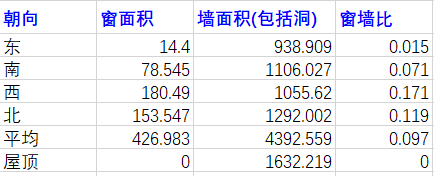 朝向 窗面积 墙面积(包括洞) 窗墙比
东 14.4 938.909 0.015
南 78.545 1106.027 0.071
西 180.49 1055.62 0.171
北 153.547 1292.002 0.119
平均 426.983 4392.559 0.097
屋顶 0 1632.219 0